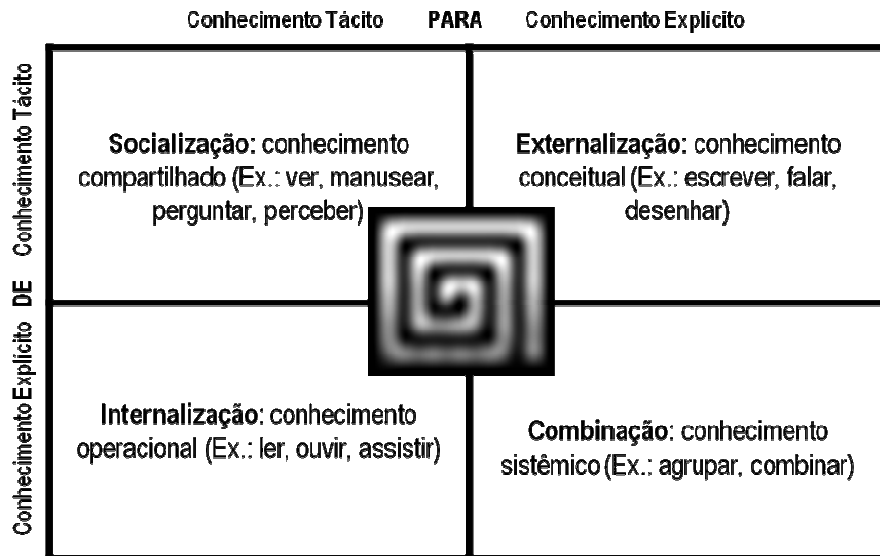 Conhecimento Tácito PARA Conhecimento Explícito
DE Conhecimento Tácito
Conhecimento Explícito
Socialização: conhecimento
compartilhado (Ex.: ver, manusear,
perguntar, perceber)
Externalização: conhecimento
conceitual (Ex.: escrever, falar,
desenhar)
Internalização: conhecimento
operacional (Ex.: ler, ouvir, assistir)
Combinação: conhecimento
sistêmico (Ex.: agrupar, combinar)